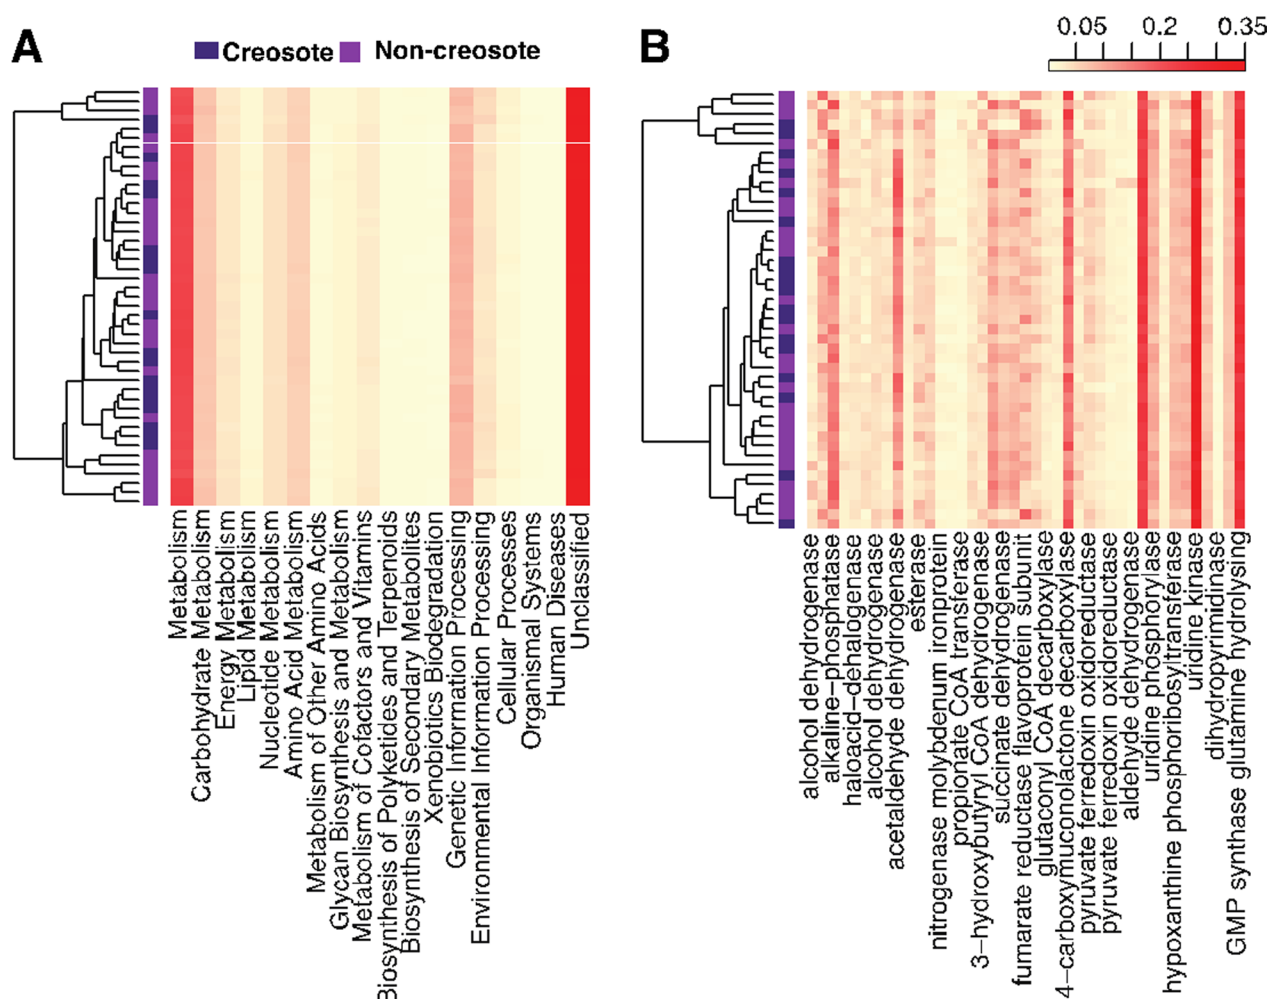 A
Creosote
Non-creosote
Metabolism
Carbohydrate Metabolism
Energy Metabolism
Lipid Metabolism
Nucleotide Metabolism
Amino Acid Metabolism
Metabolism of Other Amino Acids
Glycan Biosynthesis and Metabolism
Metabolism of Cofactors and Vitamins
Biosynthesis of Polyketides and Terpenoids
Biosynthesis of Secondary Metabolites
Xenobiotics Biodegradation
Genetic Information Processing
Environmental Information Processing
Cellular Processes
Organismal Systems
Human Diseases
Unclassified
B
0.05 0.2 0.35
alcohol dehydrogenase
alkaline-phosphatase
haloacid-dehalogenase
alcohol dehydrogenase
acetaldehyde dehydrogenase
esterase
nitrogenase molybdenum ironprotein
propionate CoA transferase
3-hydroxybutyryl CoA dehydrogenase
succinate dehydrogenase
fumarate reductase flavoprotein subunit
glutaconyl CoA decarboxylase
4-carboxymuconolactone decarboxylase
pyruvate ferredoxin oxidoreductase
pyruvate ferredoxin oxidoreductase
aldehyde dehydrogenase
uridine phosphorylase
hypoxanthine phosphoribosyltransferase
uridine kinase
dihydropyrimidinase
GMP synthase glutamine hydrolysing